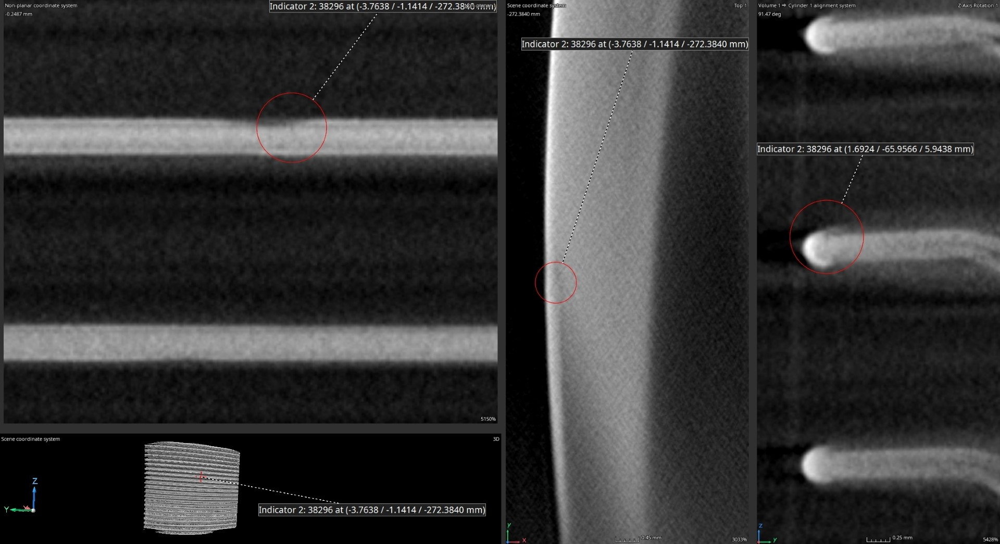 Non-planar coordinate system
-0.2487 mm
Indicator 2: 38296 at (-3.7638 / -1.1414 / -272.3840 mm)
5150%
Scene coordinate system
Top 1
-272.3840 mm
Indicator 2: 38296 at (-3.7638 / -1.1414 / -272.3840 mm)
y
x
0.45 mm
3033%
Volume 1 ⇒ Cylinder 1 alignment system
Z-Axis Rotation 1
91.47 deg
Indicator 2: 38296 at (1.6924 / -65.9566 / 5.9438 mm)
z
y
0.25 mm
5428%
Scene coordinate system
3D
Z
Y
Indicator 2: 38296 at (-3.7638 / -1.1414 / -272.3840 mm)